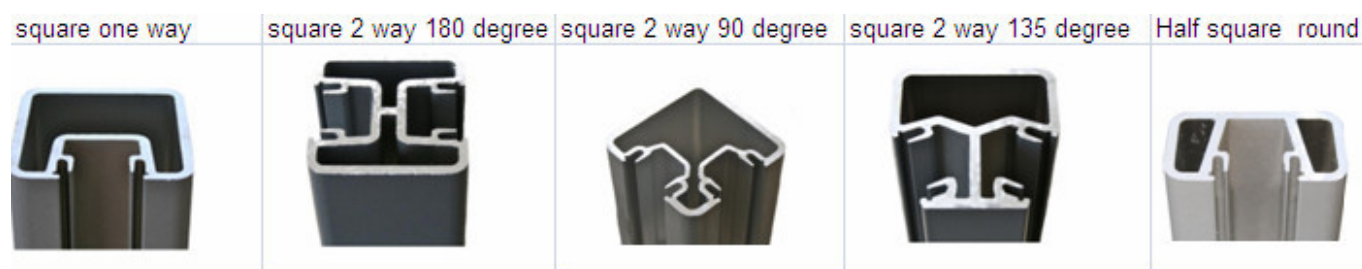 square one way
square 2 way 180 degree
square 2 way 90 degree
square 2 way 135 degree
Half square round